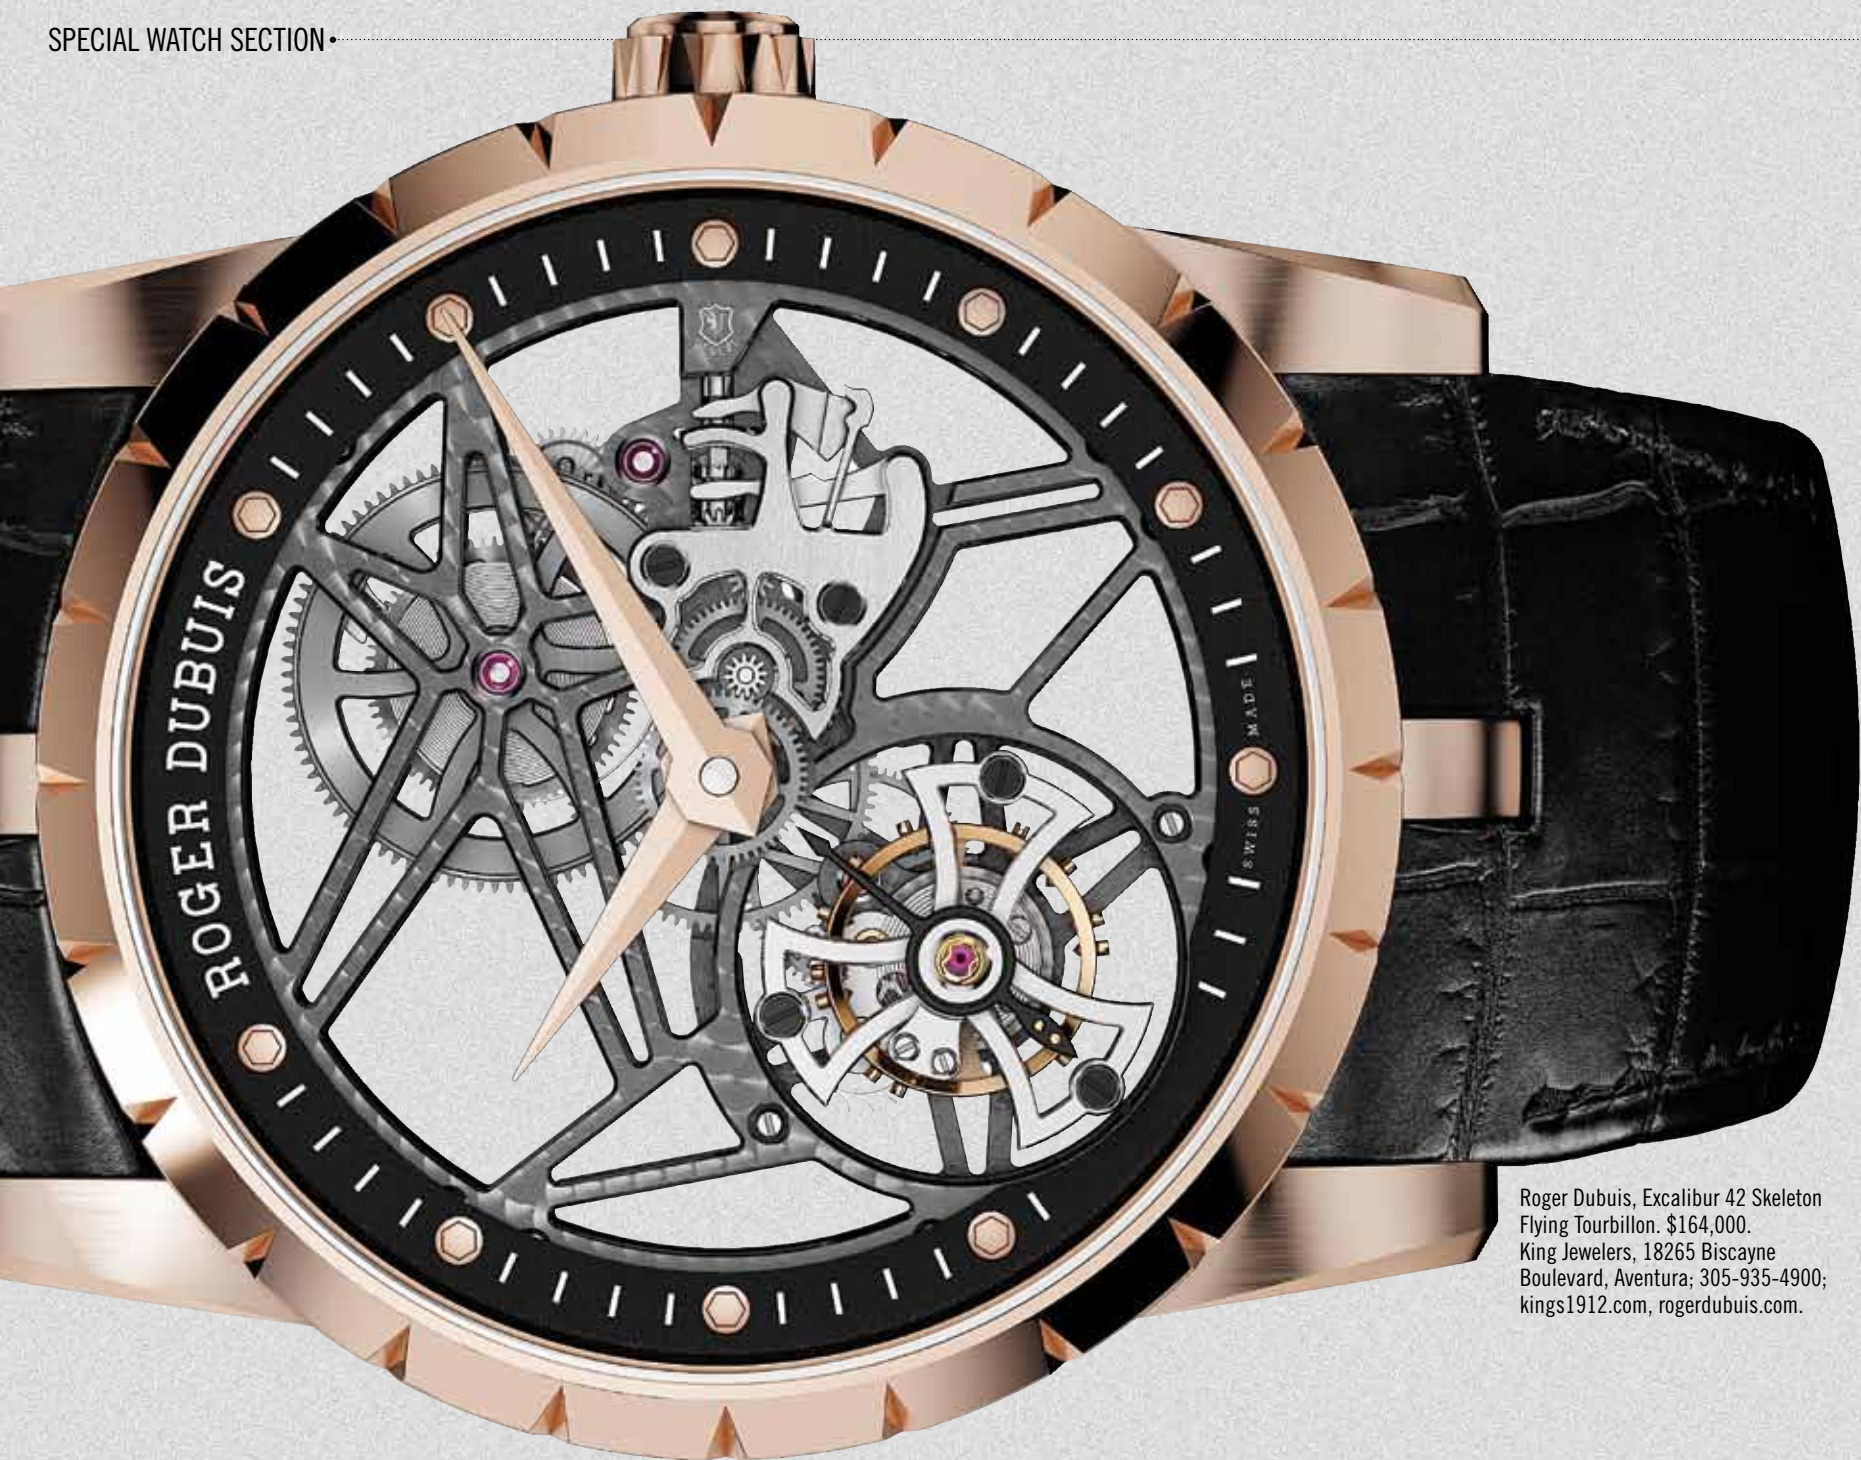 SPECIAL WATCH SECTION
ROGER DUBUIS
SWISS MADE
Roger Dubuis, Excalibur 42 Skeleton
Flying Tourbillon. $164,000.
King Jewelers, 18265 Biscayne
Boulevard, Aventura; 305-935-4900;
kings1912.com, rogerdubuis.com.